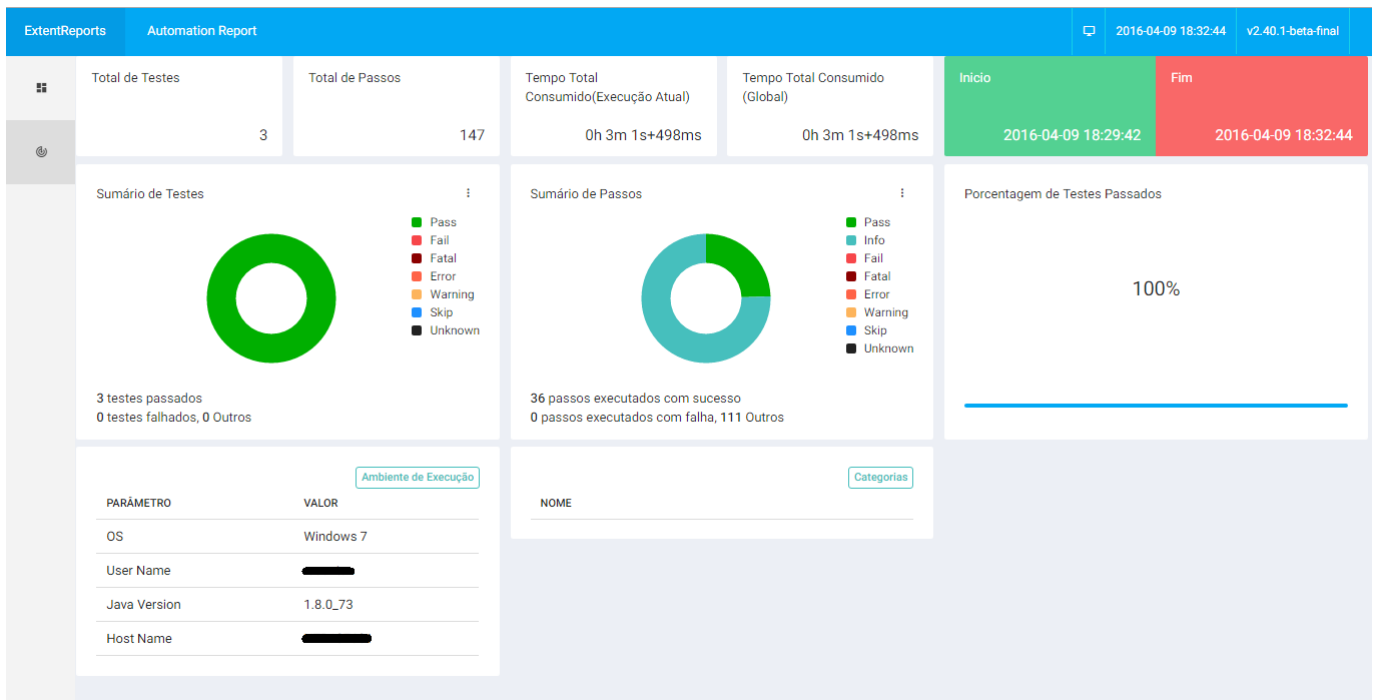 ExtentReports
Automation Report
2016-04-09 18:32:44
v2.40.1-beta-final
Total de Testes
3
Total de Passos
147
Tempo Total
Consumido(Execução Atual)
0h 3m 1s+498ms
Tempo Total Consumido
(Global)
0h 3m 1s+498ms
Inicio
2016-04-09 18:29:42
Fim
2016-04-09 18:32:44
Sumário de Testes
Pass
Fail
Fatal
Error
Warning
Skip
Unknown
3 testes passados
0 testes falhados, 0 Outros
Sumário de Passos
Pass
Info
Fail
Fatal
Error
Warning
Skip
Unknown
36 passos executados com sucesso
0 passos executados com falha, 111 Outros
Porcentagem de Testes Passados
100%
Ambiente de Execução
PARÂMETRO VALOR
OS Windows 7
User Name
Java Version 1.8.0_73
Host Name
Categorias
NOME